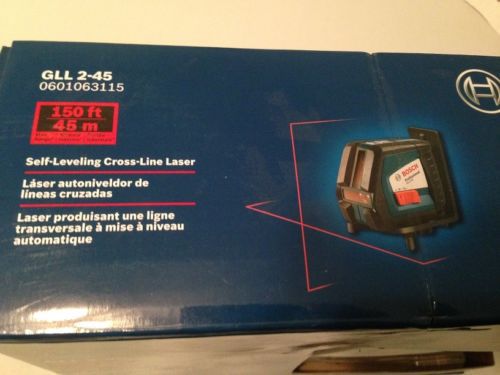 GLL 2-45
0601063115
150 ft
45 m
Self-Leveling Cross-Line Laser
Láser autoniveldor de
líneas cruzadas
Laser produisant une ligne
transversale à mise à niveau
automatique
BOSCH